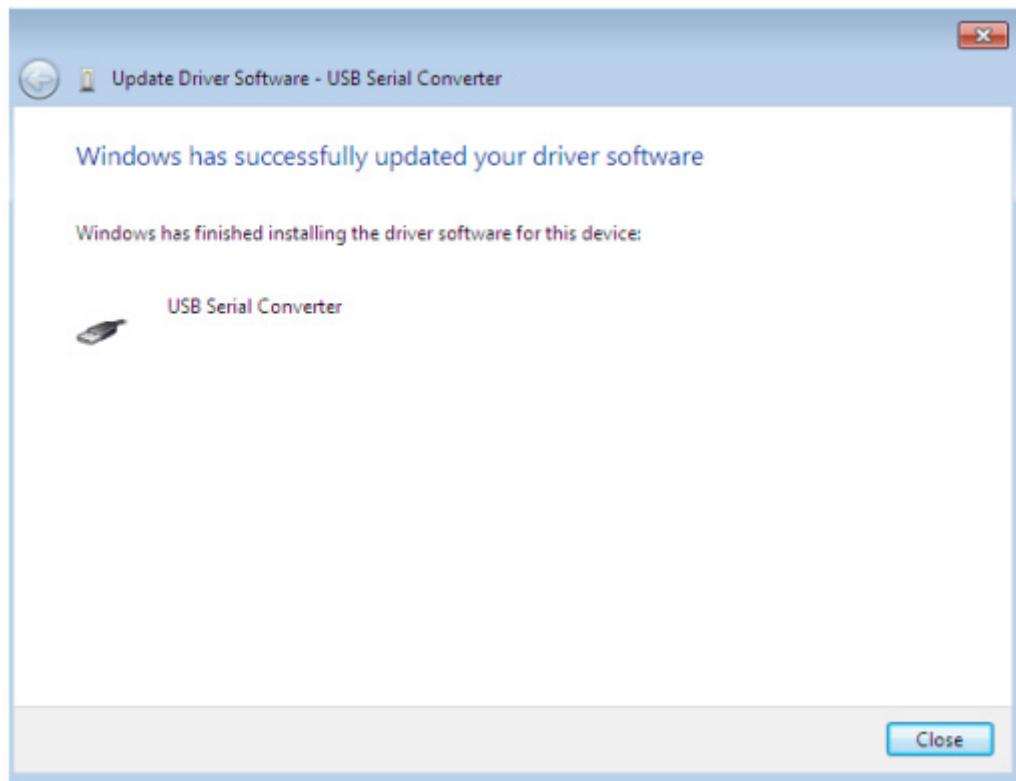 Update Driver Software - USB Serial Converter
Windows has successfully updated your driver software
Windows has finished installing the driver software for this device:
USB Serial Converter
Close